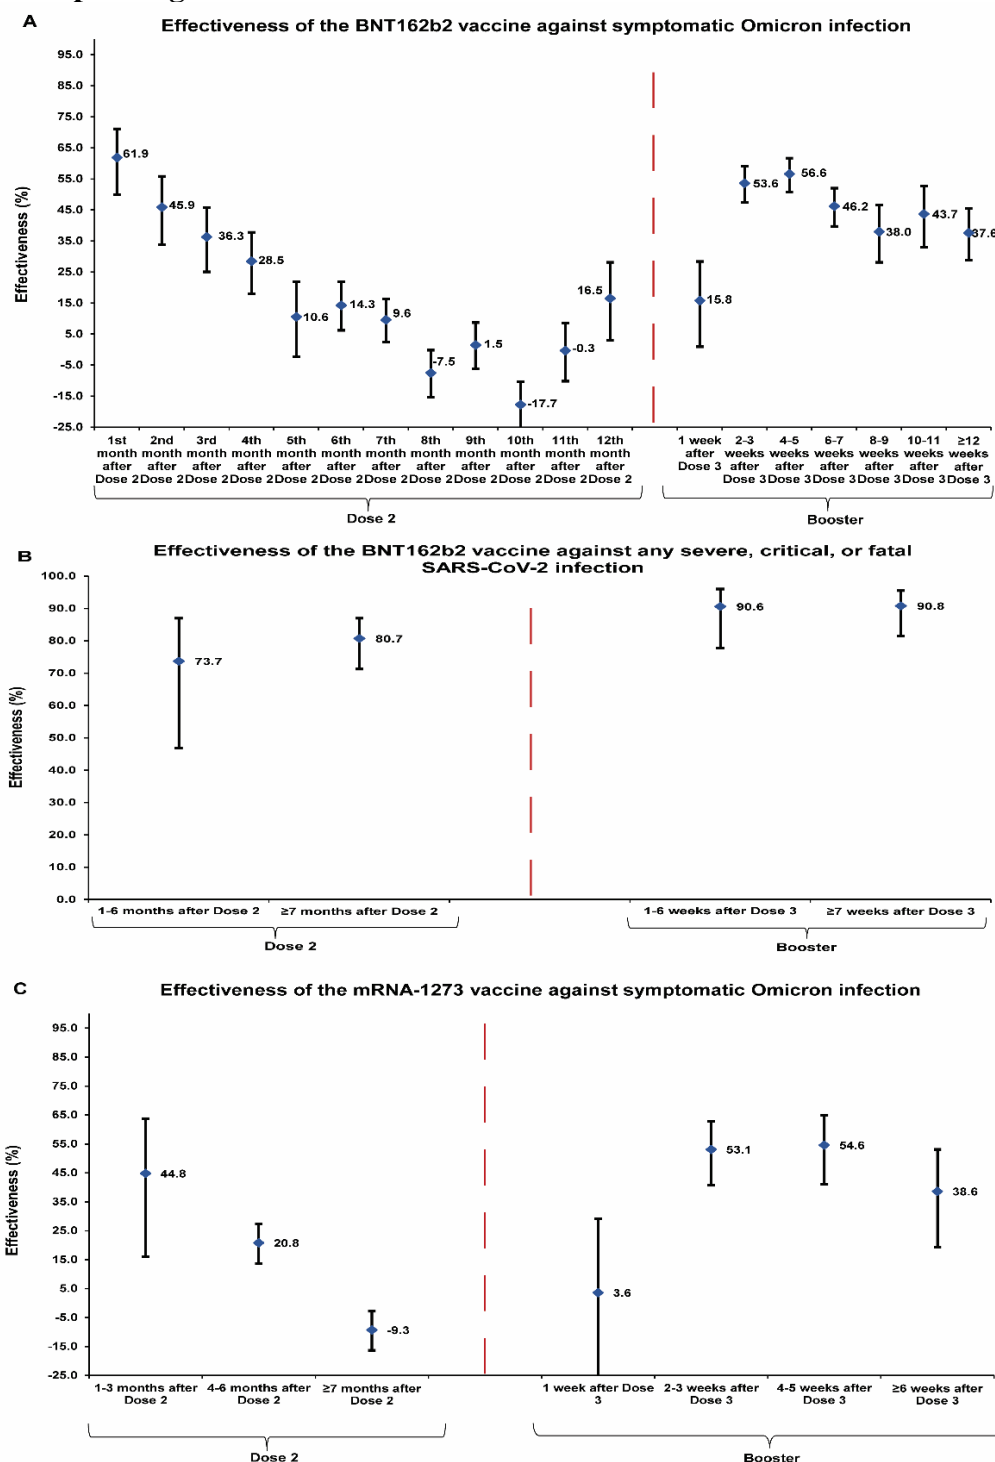 A
Effectiveness of the BNT162b2 vaccine against symptomatic Omicron infection
Effectiveness (%)
95.0
85.0
75.0
65.0
55.0
45.0
35.0
25.0
15.0
5.0
-5.0
-15.0
-25.0
61.9
45.9
36.3
28.5
10.6
14.3
9.6
-7.5
1.5
-17.7
-0.3
16.5
15.8
53.6
56.6
46.2
38.0
43.7
37.6
1st month after Dose 2
2nd month after Dose 2
3rd month after Dose 2
4th month after Dose 2
5th month after Dose 2
6th month after Dose 2
7th month after Dose 2
8th month after Dose 2
9th month after Dose 2
10th month after Dose 2
11th month after Dose 2
12th month after Dose 2
1 week after Dose 3
2-3 weeks after Dose 3
4-5 weeks after Dose 3
6-7 weeks after Dose 3
8-9 weeks after Dose 3
10-11 weeks after Dose 3
≥12 weeks after Dose 3
Dose 2
Booster
B
Effectiveness of the BNT162b2 vaccine against any severe, critical, or fatal
SARS-CoV-2 infection
Effectiveness (%)
100.0
90.0
80.0
70.0
60.0
50.0
40.0
30.0
20.0
10.0
0.0
73.7
80.7
90.6
90.8
1-6 months after Dose 2
≥7 months after Dose 2
1-6 weeks after Dose 3
≥7 weeks after Dose 3
Dose 2
Booster
C
Effectiveness of the mRNA-1273 vaccine against symptomatic Omicron infection
Effectiveness (%)
95.0
85.0
75.0
65.0
55.0
45.0
35.0
25.0
15.0
5.0
-5.0
-15.0
-25.0
44.8
20.8
-9.3
3.6
53.1
54.6
38.6
1-3 months after
Dose 2
4-6 months after
Dose 2
≥7 months after
Dose 2
1 week after Dose
3
2-3 weeks after
Dose 3
4-5 weeks after
Dose 3
≥6 weeks after
Dose 3
Dose 2
Booster